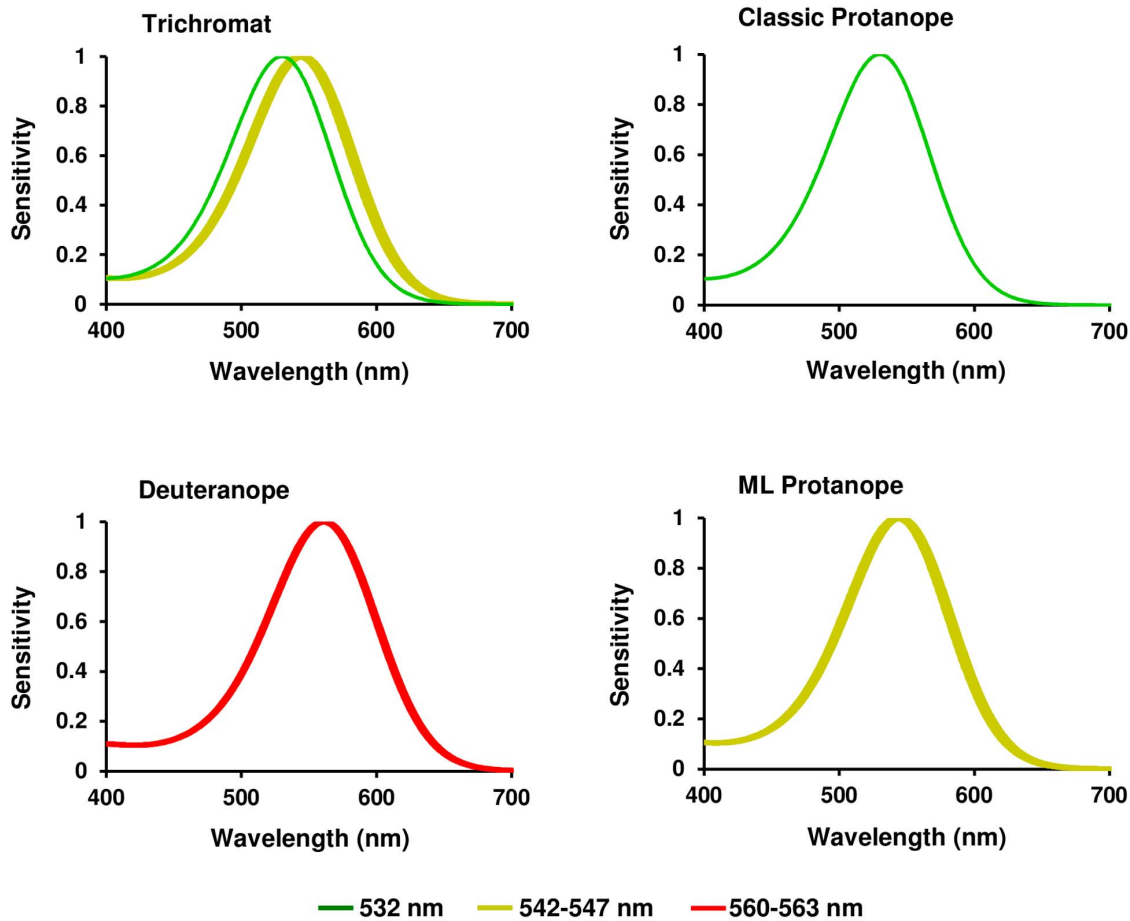 Trichromat
1
0.8
0.6
0.4
0.2
0
400 500 600 700
Sensitivity
Wavelength (nm)
Classic Protanope
1
0.8
0.6
0.4
0.2
0
400 500 600 700
Sensitivity
Wavelength (nm)
Deuteranope
1
0.8
0.6
0.4
0.2
0
400 500 600 700
Sensitivity
Wavelength (nm)
ML Protanope
1
0.8
0.6
0.4
0.2
0
400 500 600 700
Sensitivity
Wavelength (nm)
532 nm 542-547 nm 560-563 nm